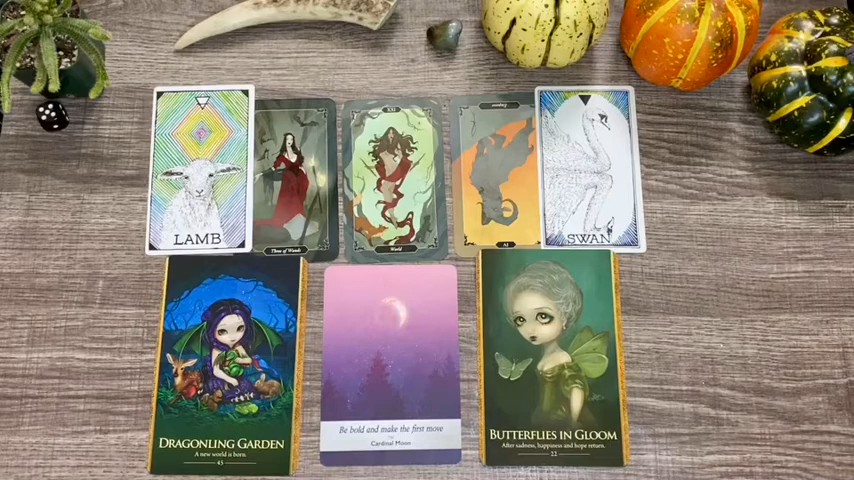 XXI
LAMB
Three of Wands
World
SWAN
DRAGONLING GARDEN
A new world is born.
45
Be bold and make the first move
Cardinal Moon
BUTTERFLIES IN GLOOM
After sadness, happiness and hope return.
22